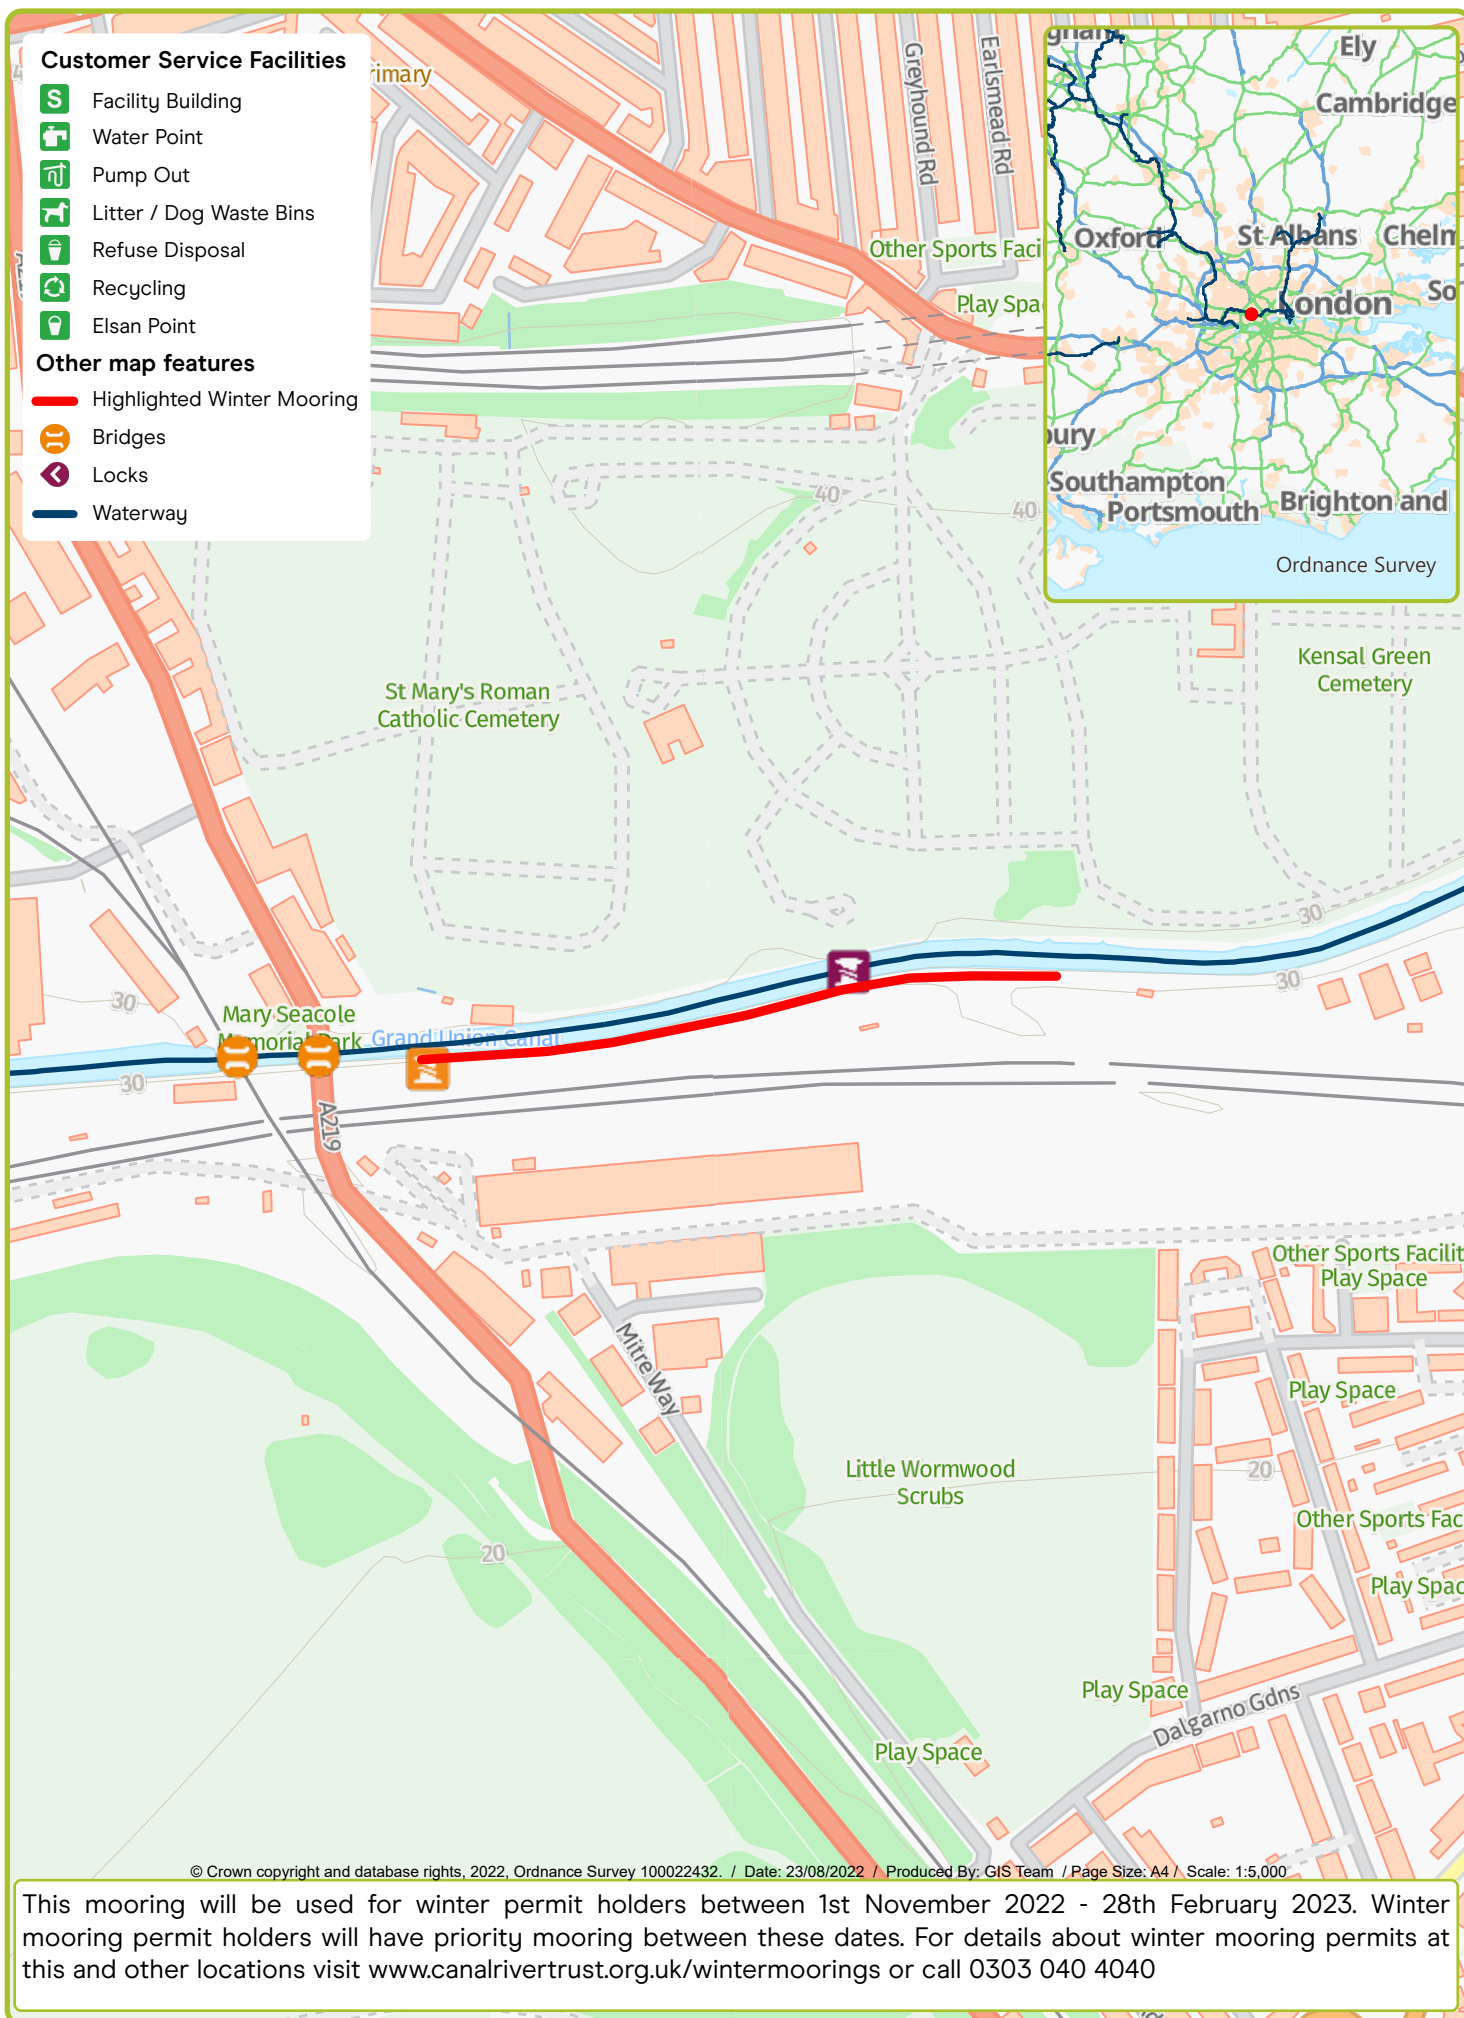 Customer Service Facilities
Facility Building
Water Point
Pump Out
Litter / Dog Waste Bins
Refuse Disposal
Recycling
Elsan Point
Other map features
Highlighted Winter Mooring
Bridges
Locks
Waterway
rimary
Greyhound Rd
Earlsmead Rd
Other Sports Faci
Play Spa
Ely
Cambridge
Oxford
St Albans
Chelm
London
So
bury
Southampton
Portsmouth
Brighton and
Ordnance Survey
40
40
St Mary's Roman
Catholic Cemetery
Kensal Green
Cemetery
30
30
30
Mary Seacole
Memorial Park
Grand Union Canal
30
A219
Mitre Way
Other Sports Facilit
Play Space
Play Space
Little Wormwood
Scrubs
20
Other Sports Fac
20
Play Spac
Play Space
Dalgarno Gdns
Play Space
© Crown copyright and database rights, 2022, Ordnance Survey 100022432. / Date: 23/08/2022 / Produced By: GIS Team / Page Size: A4 / Scale: 1:5,000
This mooring will be used for winter permit holders between 1st November 2022 - 28th February 2023. Winter
mooring permit holders will have priority mooring between these dates. For details about winter mooring permits at
this and other locations visit www.canalrivertrust.org.uk/wintermoorings or call 0303 040 4040